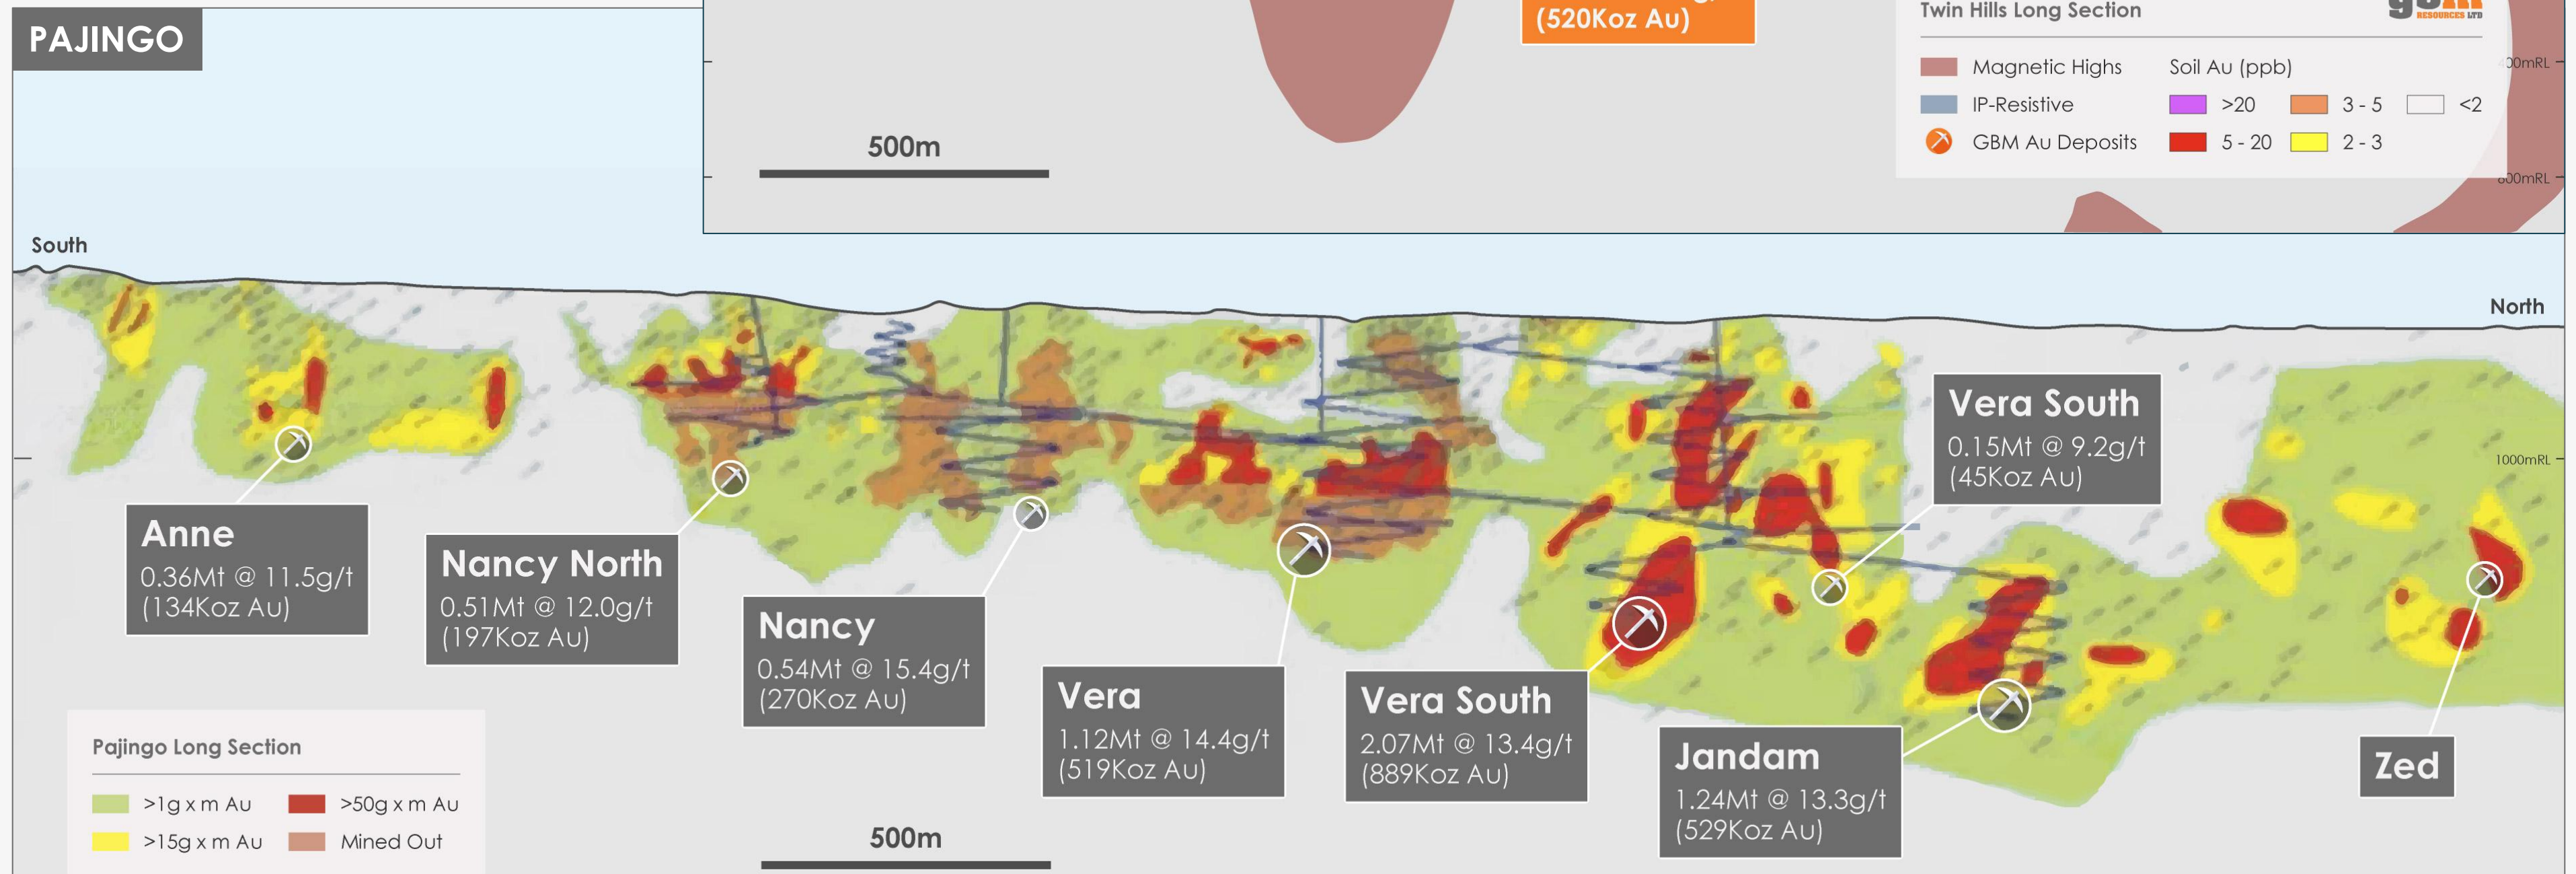 PAJINGO
(520Koz Au)
500m
Twin Hills Long Section
RESOURCES LTD
Magnetic Highs
IP-Resistive
GBM Au Deposits
Soil Au (ppb)
>20
3 - 5
<2
5 - 20
2 - 3
South
North
1000mRL
Anne
0.36Mt @ 11.5g/t
(134Koz Au)
Nancy North
0.51Mt @ 12.0g/t
(197Koz Au)
Nancy
0.54Mt @ 15.4g/t
(270Koz Au)
Vera
1.12Mt @ 14.4g/t
(519Koz Au)
Vera South
2.07Mt @ 13.4g/t
(889Koz Au)
Jandam
1.24Mt @ 13.3g/t
(529Koz Au)
Vera South
0.15Mt @ 9.2g/t
(45Koz Au)
Zed
Pajingo Long Section
>1g x m Au
>50g x m Au
>15g x m Au
Mined Out
500m